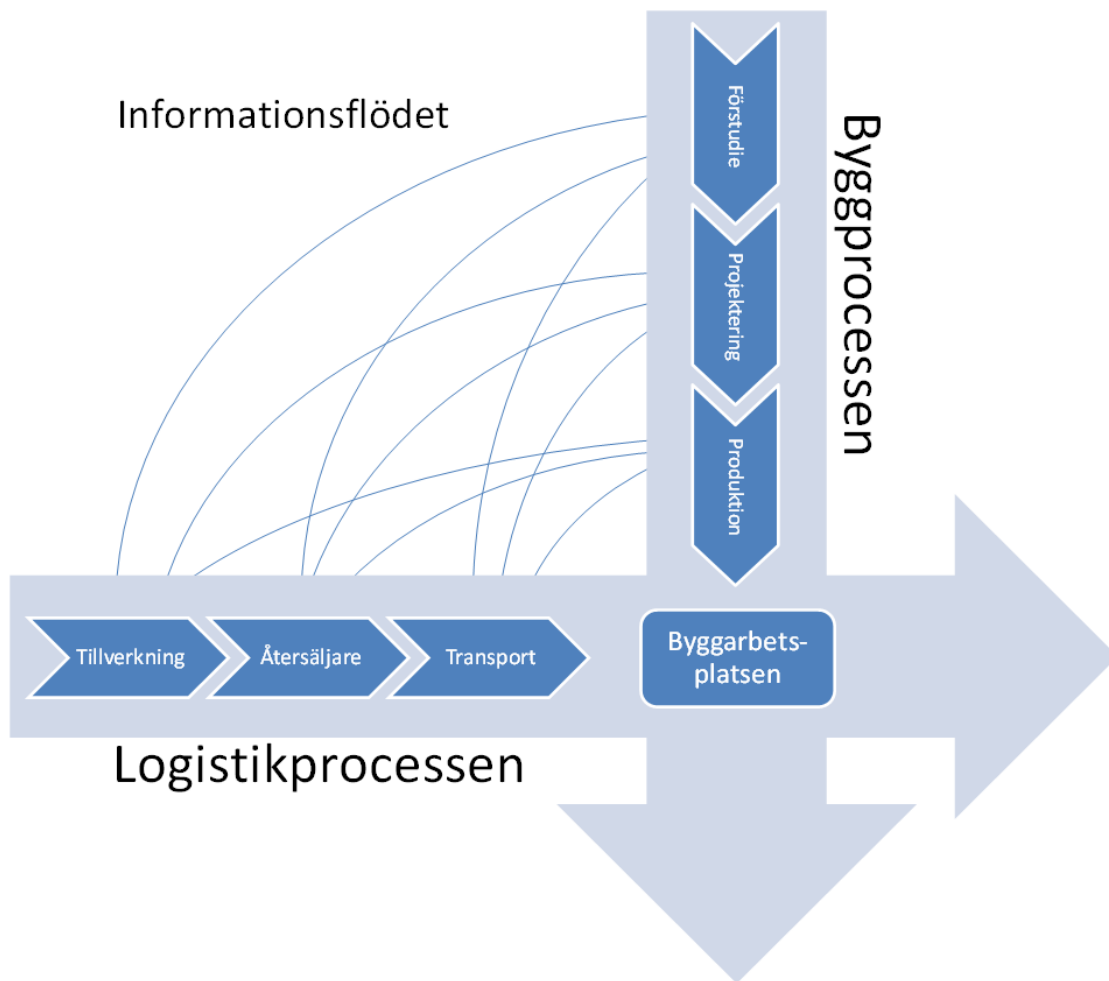 Informationsflödet
Förstudie
Projektering
Produktion
Byggprocessen
Tillverkning
Återsäljare
Transport
Byggarbets-
platsen
Logistikprocessen